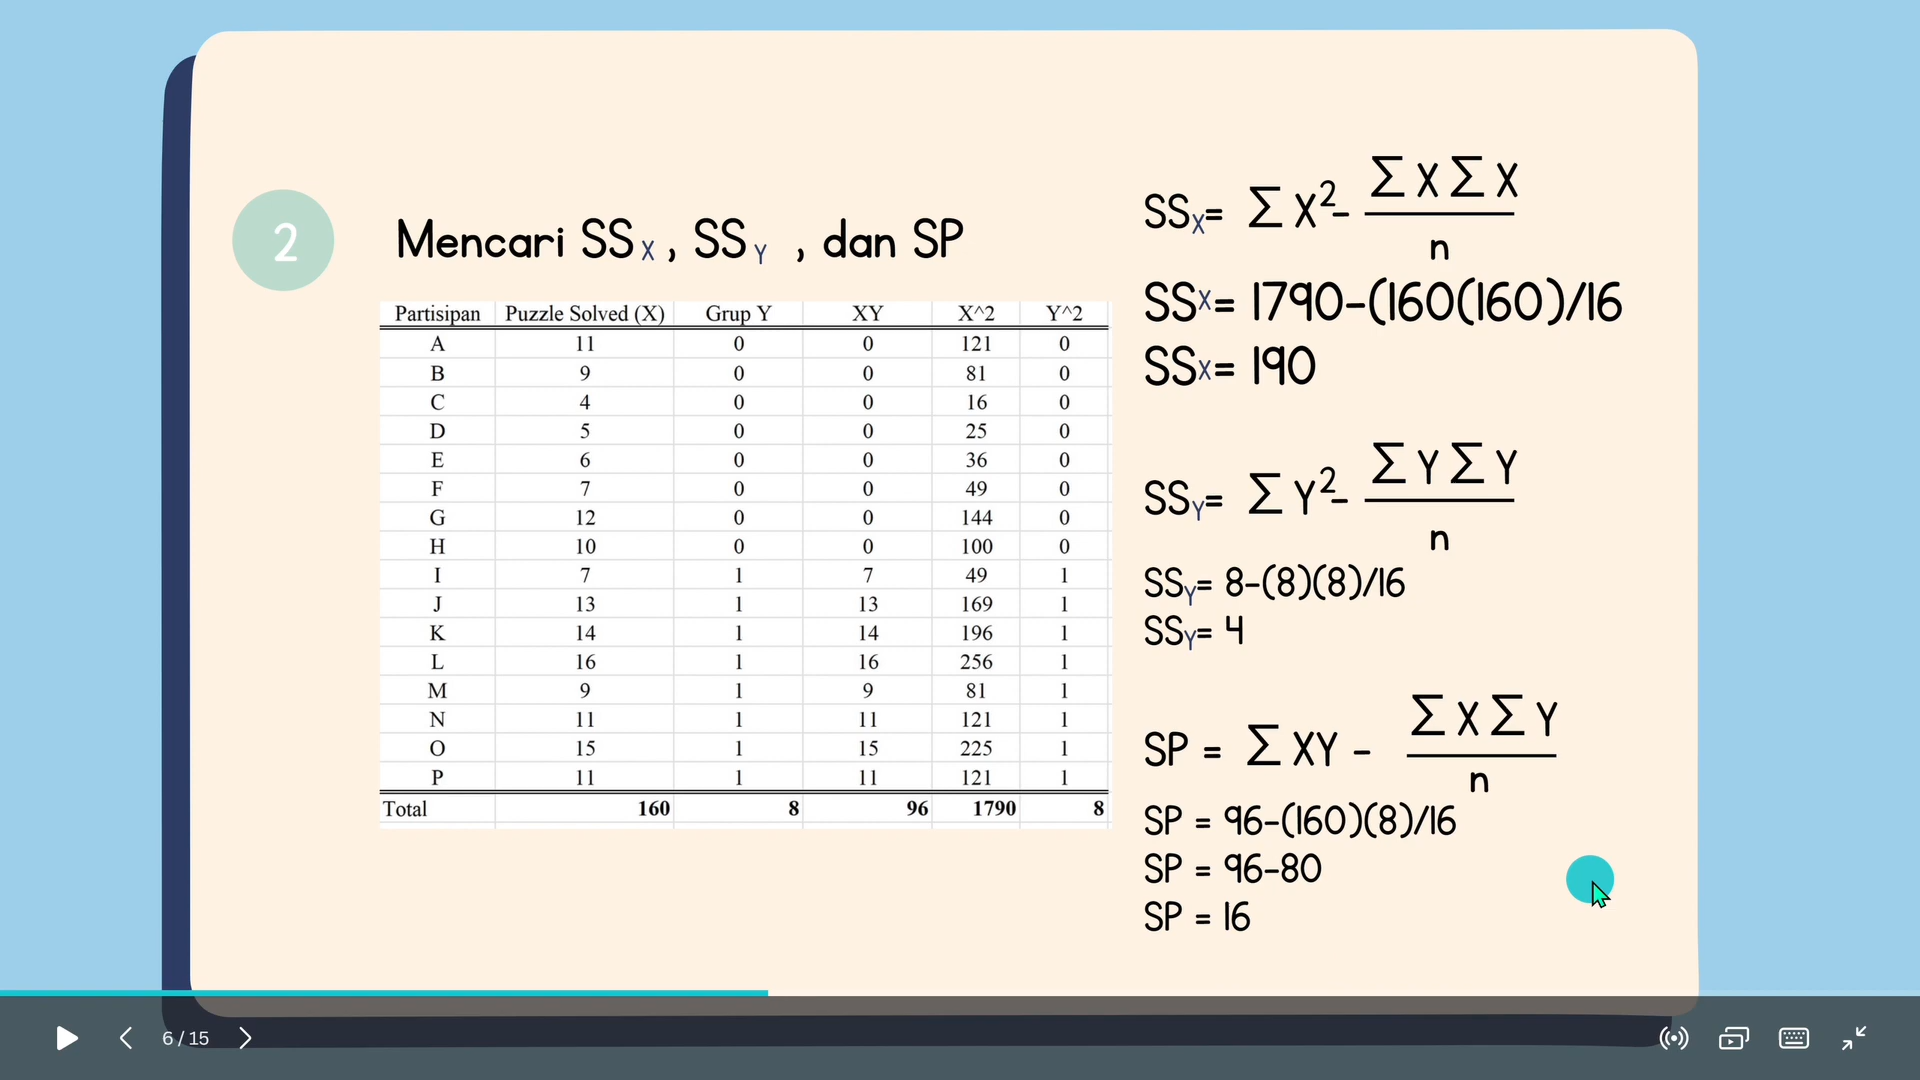 2
Mencari SSX, SSY , dan SP
Partisipan Puzzle Solved (X) Grup Y XY X^2 Y^2
A 11 0 0 121 0
B 9 0 0 81 0
C 4 0 0 16 0
D 5 0 0 25 0
E 6 0 0 36 0
F 7 0 0 49 0
G 12 0 0 144 0
H 10 0 0 100 0
I 7 1 7 49 1
J 13 1 13 169 1
K 14 1 14 196 1
L 16 1 16 256 1
M 9 1 9 81 1
N 11 1 11 121 1
O 15 1 15 225 1
P 11 1 11 121 1
Total 160 8 96 1790 8
∑ X ∑ X
SSX= ∑ X²-
n
SSX= 1790-(160(160)/16
SSX= 190
∑ Y ∑ Y
SSY= ∑ Y²-
n
SSY= 8-(8)(8)/16
SSY= 4
∑ X ∑ Y
SP = ∑ XY -
n
SP = 96-(160)(8)/16
SP = 96-80
SP = 16
6 / 15